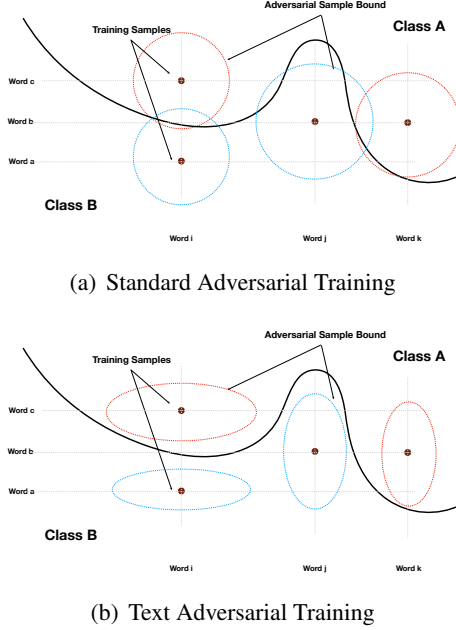 Adversarial Sample Bound
Training Samples
Class A
Word c
Word b
Word a
Class B
Word i
Word j
Word k
(a) Standard Adversarial Training
Adversarial Sample Bound
Training Samples
Class A
Word c
Word b
Word a
Class B
Word i
Word j
Word k
(b) Text Adversarial Training